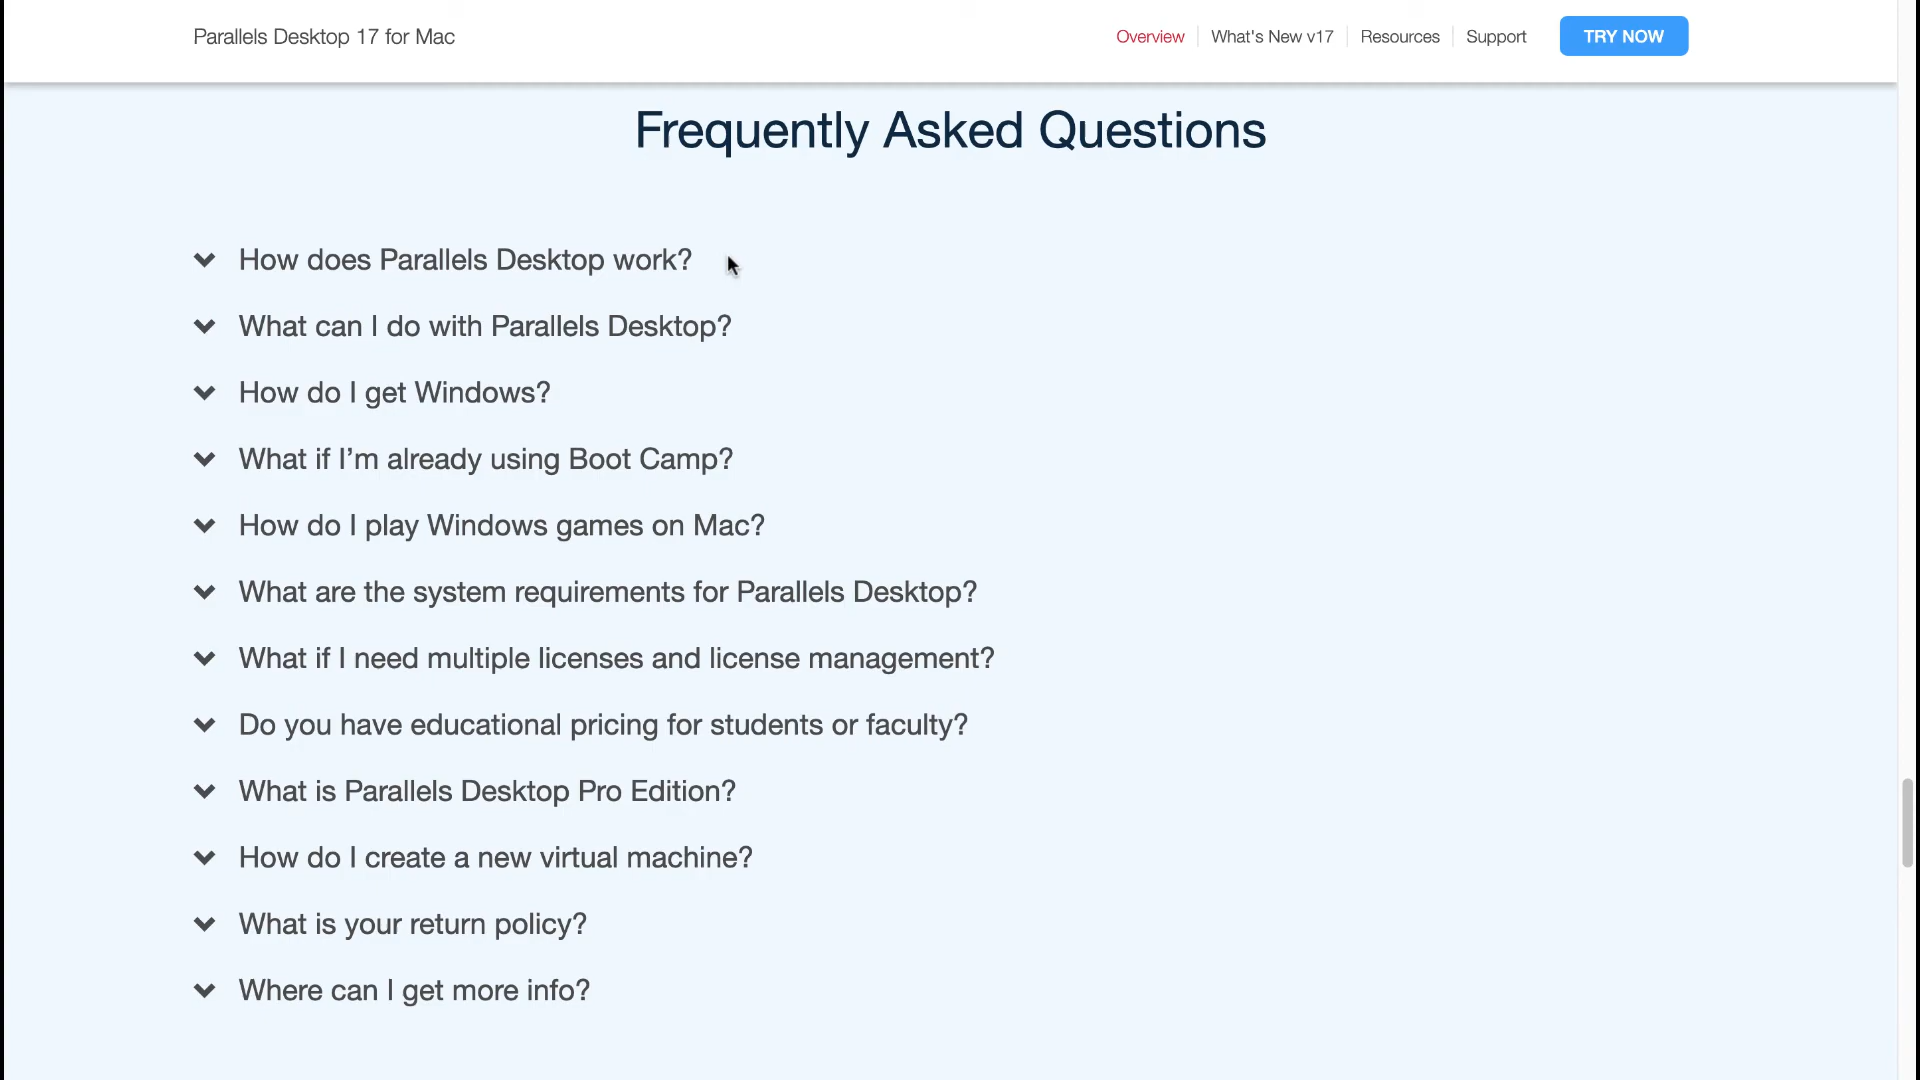 Parallels Desktop 17 for Mac
Overview
What's New v17
Resources
Support
TRY NOW
Frequently Asked Questions
How does Parallels Desktop work?
What can I do with Parallels Desktop?
How do I get Windows?
What if I’m already using Boot Camp?
How do I play Windows games on Mac?
What are the system requirements for Parallels Desktop?
What if I need multiple licenses and license management?
Do you have educational pricing for students or faculty?
What is Parallels Desktop Pro Edition?
How do I create a new virtual machine?
What is your return policy?
Where can I get more info?